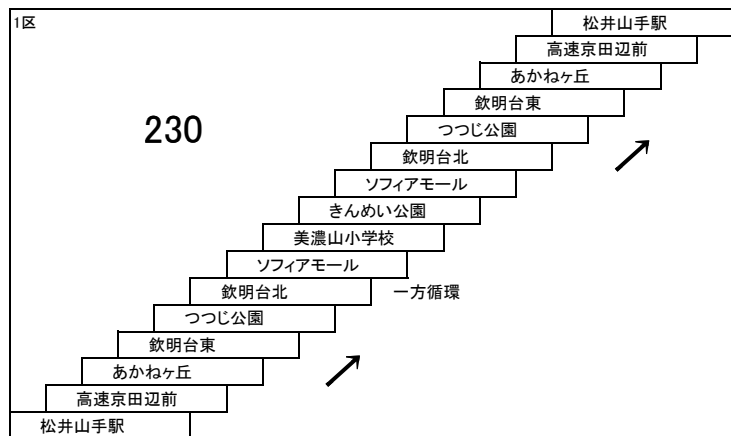 1区
松井山手駅
高速京田辺前
あかねヶ丘
欽明台東
230
つつじ公園
欽明台北
ソフィアモール
きんめい公園
美濃山小学校
ソフィアモール
欽明台北
一方循環
つつじ公園
欽明台東
あかねヶ丘
高速京田辺前
松井山手駅